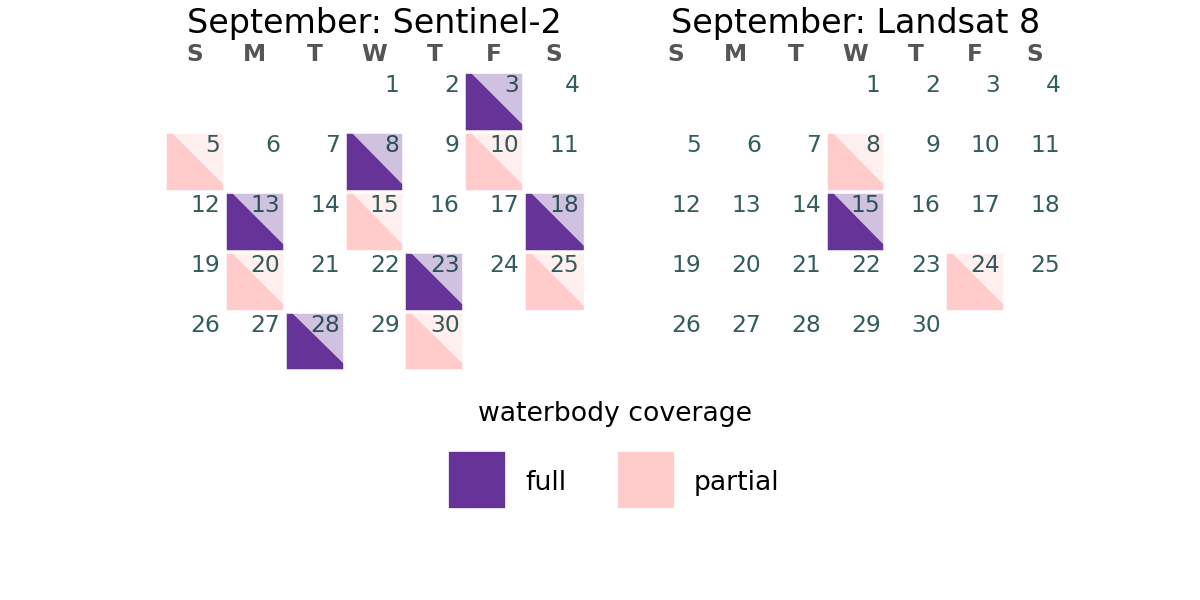 September: Sentinel-2
S M T W T F S
1 2 3 4
5 6 7 8 9 10 11
12 13 14 15 16 17 18
19 20 21 22 23 24 25
26 27 28 29 30
September: Landsat 8
S M T W T F S
1 2 3 4
5 6 7 8 9 10 11
12 13 14 15 16 17 18
19 20 21 22 23 24 25
26 27 28 29 30
waterbody coverage
full partial